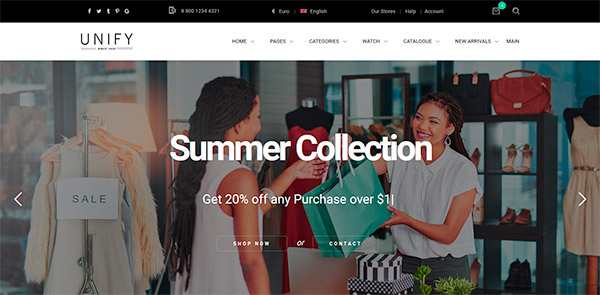 8 800 1234 4321
€ Euro | English
Our Stores | Help | Account
UNIFY
HOME PAGES CATEGORIES WATCH CATALOGUE NEW ARRIVALS MAIN
SALE
Summer Collection
Get 20% off any Purchase over $1|
SHOP NOW or CONTACT